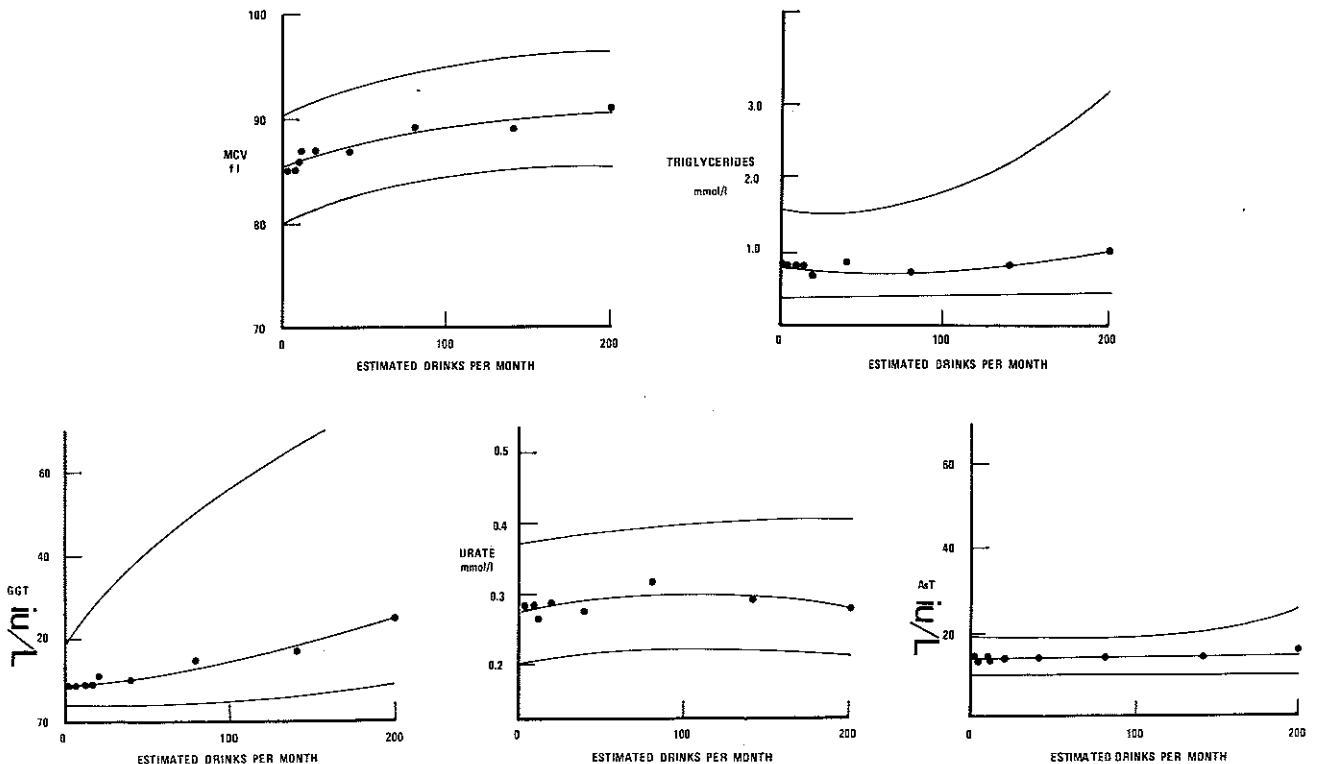 100
90
MCV
fl
80
70
0
100
200
ESTIMATED DRINKS PER MONTH
3.0
TRIGLYCERIDES
2.0
mmol/l
1.0
0
100
200
ESTIMATED DRINKS PER MONTH
60
40
GGT
iu/L
20
70
0
100
200
ESTIMATED DRINKS PER MONTH
0.5
0.4
URATE
mmol/l
0.3
0.2
0
100
200
ESTIMATED DRINKS PER MONTH
60
40
AsT
iu/L
20
0
100
200
ESTIMATED DRINKS PER MONTH